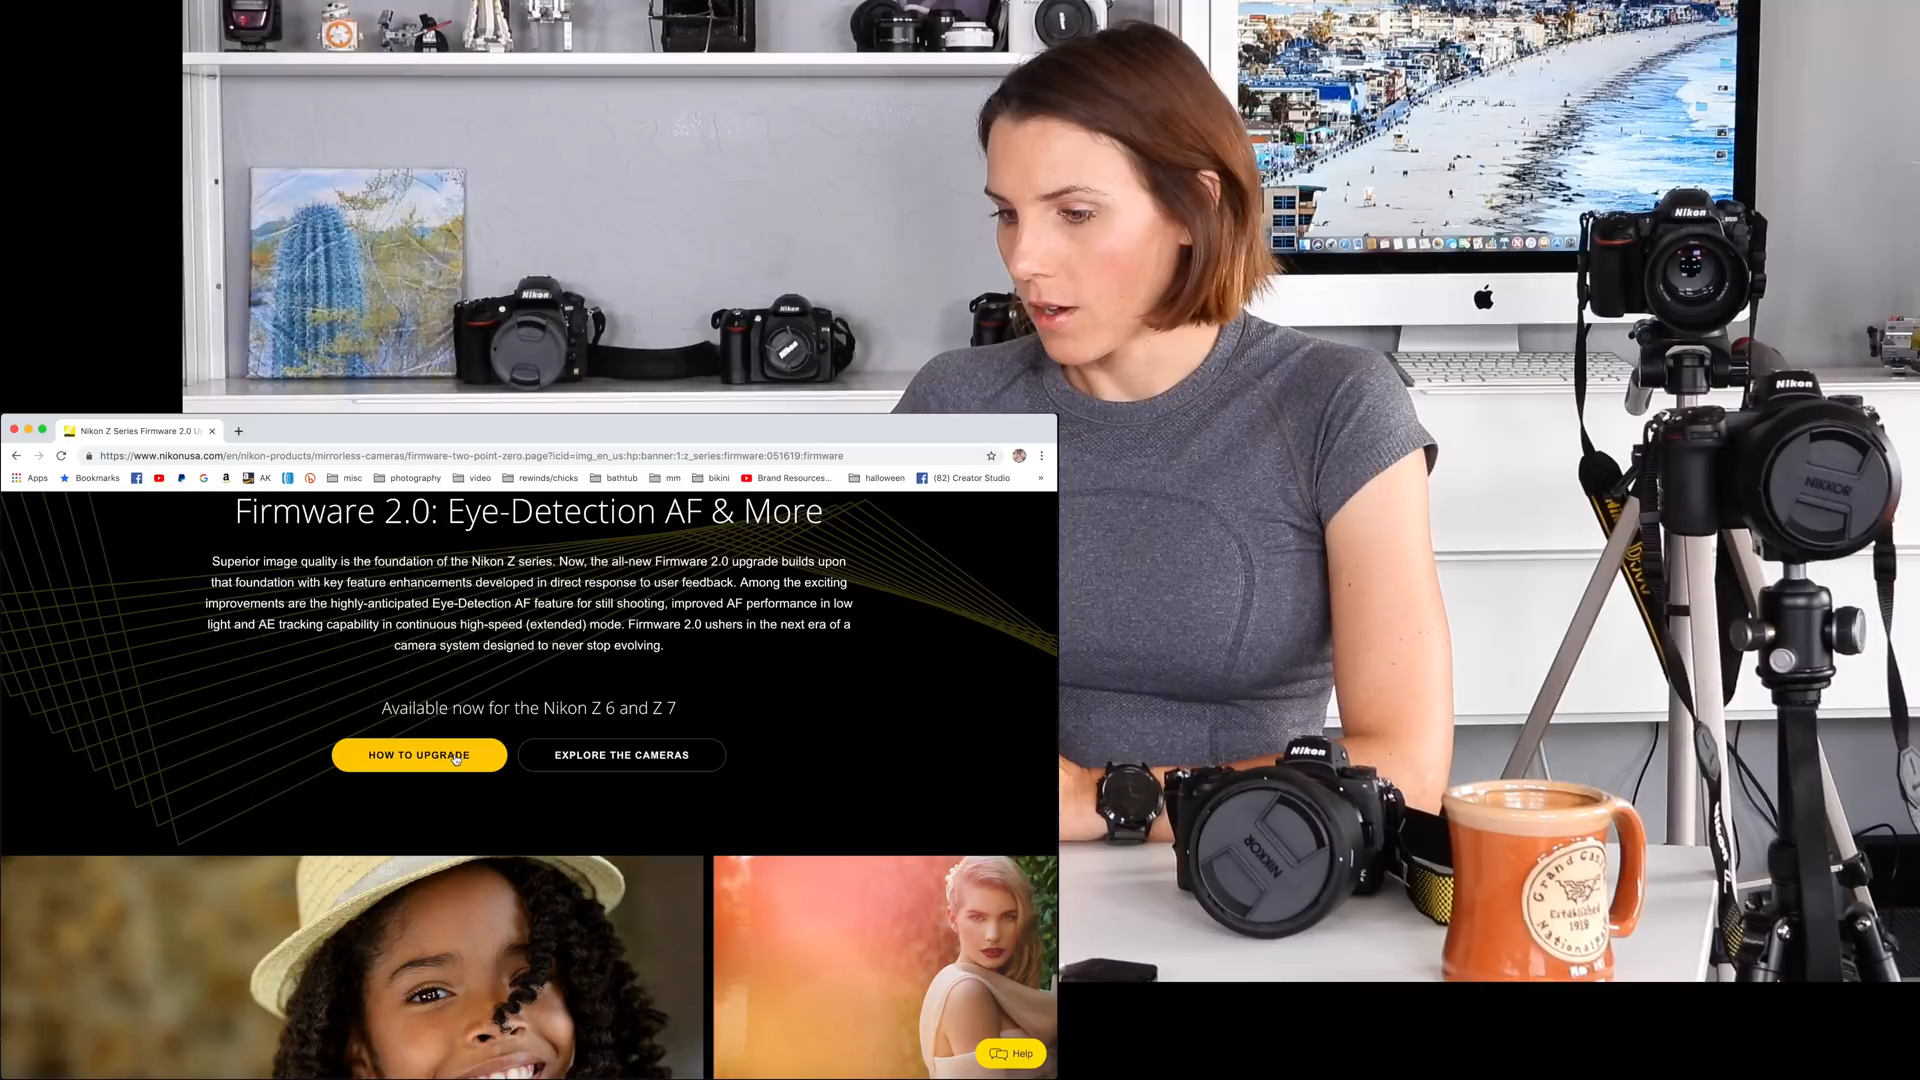 Nikon
Nikon
Nikon
Nikon
Nikon
Nikon
NIKKOR
Nikon Z Series Firmware 2.0 U
https://www.nikonusa.com/en/nikon-products/mirrorless-cameras/firmware-two-point-zero.page?icid=img_en_us:hp:banner:1:z_series:firmware:051619:firmware
Apps Bookmarks AK misc photography video rewinds/chicks bathtub mm bikini Brand Resources... halloween (82) Creator Studio »
Firmware 2.0: Eye-Detection AF & More
Superior image quality is the foundation of the Nikon Z series. Now, the all-new Firmware 2.0 upgrade builds upon
that foundation with key feature enhancements developed in direct response to user feedback. Among the exciting
improvements are the highly-anticipated Eye-Detection AF feature for still shooting, improved AF performance in low
light and AE tracking capability in continuous high-speed (extended) mode. Firmware 2.0 ushers in the next era of a
camera system designed to never stop evolving.
Available now for the Nikon Z 6 and Z 7
HOW TO UPGRADE
EXPLORE THE CAMERAS
Help
Nikon
NIKKOR
Grand Can
Established
1919
National